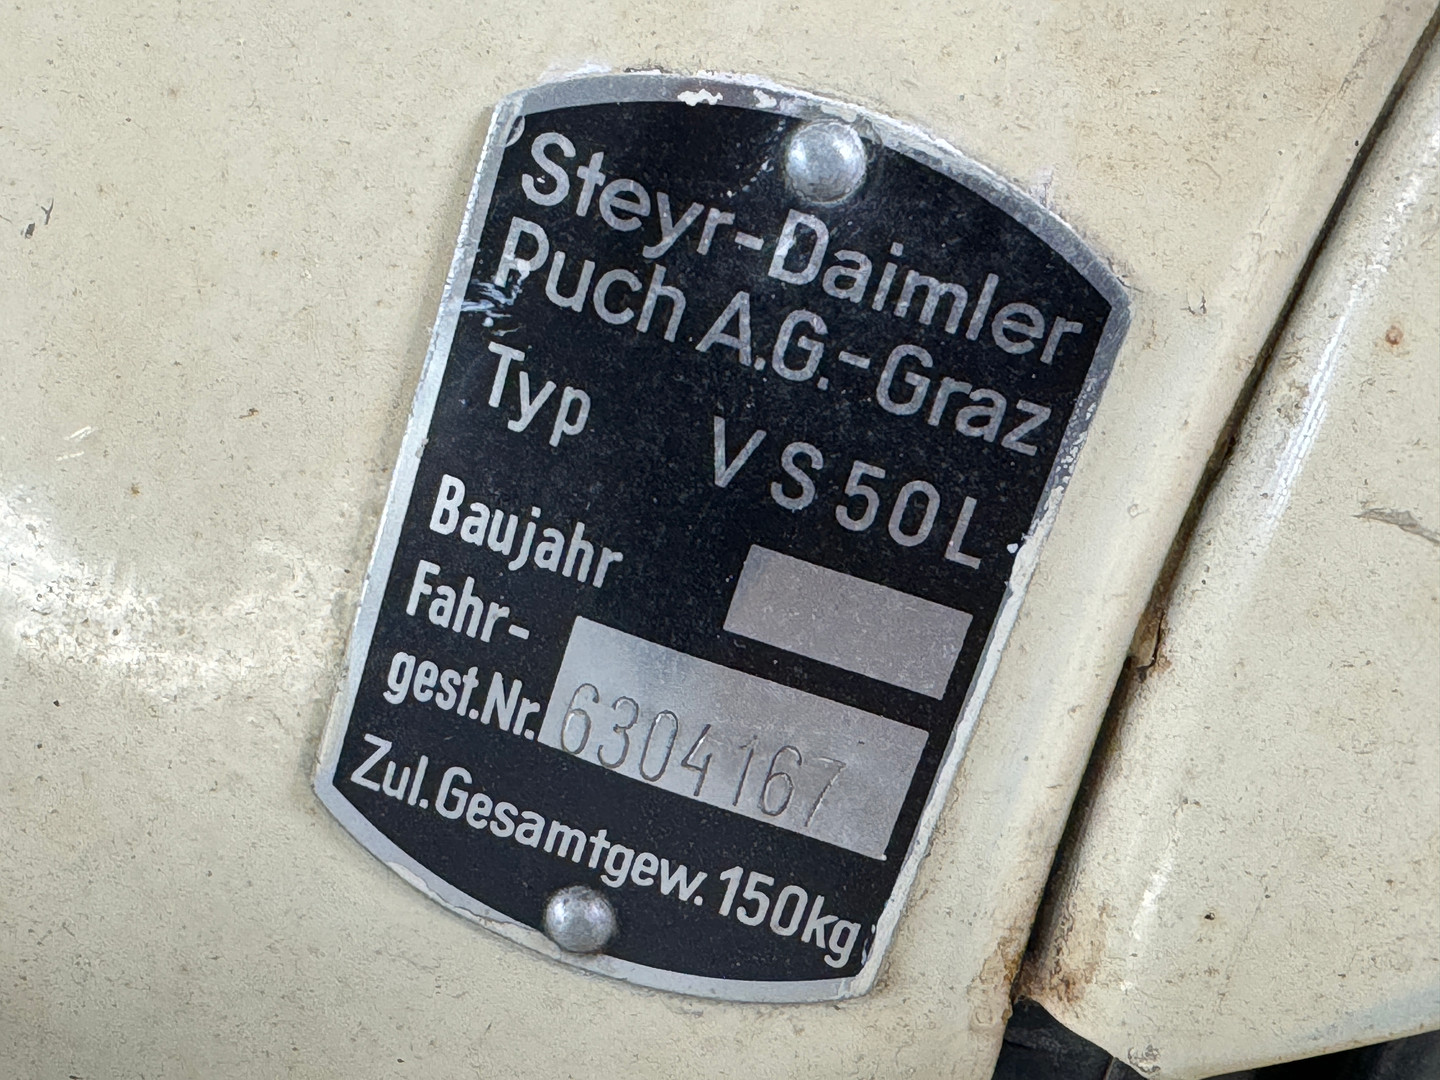 Steyr-Daimler
Puch A.G.-Graz
Typ VS50L
Baujahr
Fahr-
gest.Nr. 6304167
Zul.Gesamtgew. 150kg